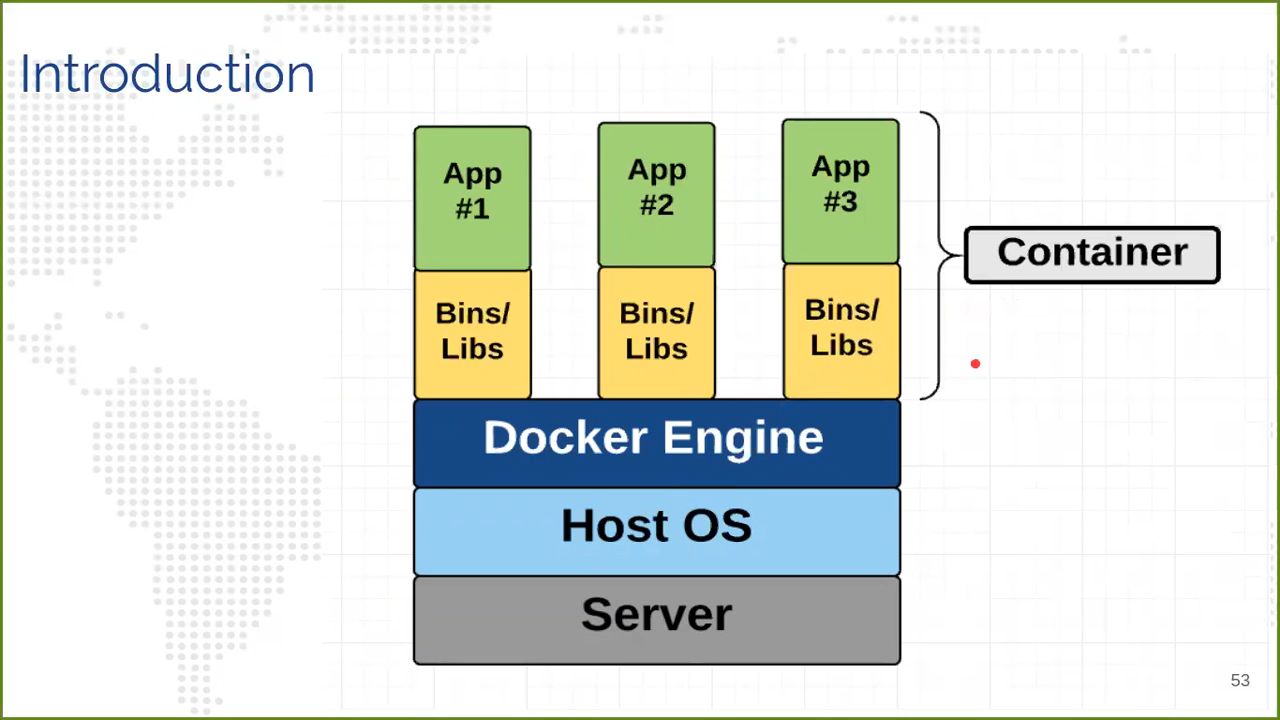 Introduction
App
#1
App
#2
App
#3
Container
Bins/
Libs
Bins/
Libs
Bins/
Libs
Docker Engine
Host OS
Server
53